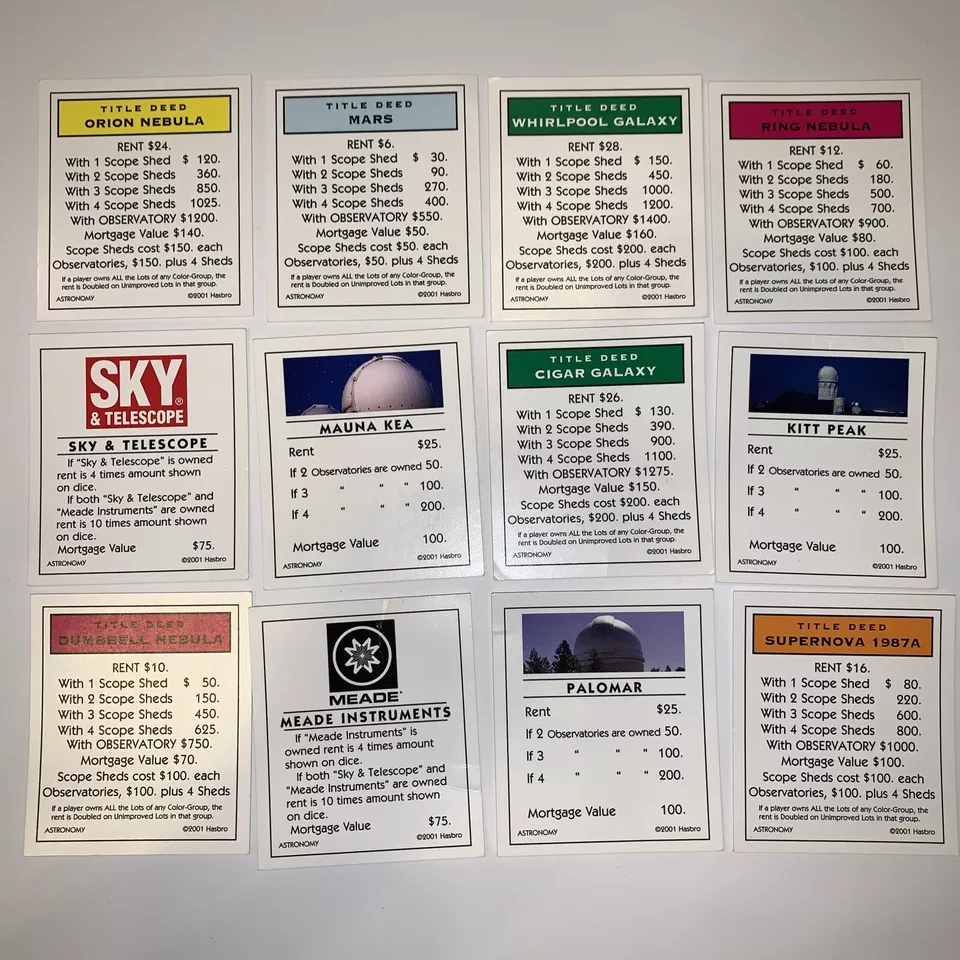 TITLE DEED
ORION NEBULA
RENT $24.
With 1 Scope Shed $ 120.
With 2 Scope Sheds 360.
With 3 Scope Sheds 850.
With 4 Scope Sheds 1025.
With OBSERVATORY $1200.
Mortgage Value $140.
Scope Sheds cost $150. each
Observatories, $150. plus 4 Sheds
If a player owns ALL the Lots of any Color-Group, the
rent is Doubled on Unimproved Lots in that group.
ASTRONOMY ©2001 Hasbro
TITLE DEED
MARS
RENT $6.
With 1 Scope Shed $ 30.
With 2 Scope Sheds 90.
With 3 Scope Sheds 270.
With 4 Scope Sheds 400.
With OBSERVATORY $550.
Mortgage Value $50.
Scope Sheds cost $50. each
Observatories, $50. plus 4 Sheds
If a player owns ALL the Lots of any Color-Group, the
rent is Doubled on Unimproved Lots in that group.
ASTRONOMY ©2001 Hasbro
TITLE DEED
WHIRLPOOL GALAXY
RENT $28.
With 1 Scope Shed $ 150.
With 2 Scope Sheds 450.
With 3 Scope Sheds 1000.
With 4 Scope Sheds 1200.
With OBSERVATORY $1400.
Mortgage Value $160.
Scope Sheds cost $200. each
Observatories, $200. plus 4 Sheds
If a player owns ALL the Lots of any Color-Group, the
rent is Doubled on Unimproved Lots in that group.
ASTRONOMY ©2001 Hasbro
TITLE DEED
RING NEBULA
RENT $12.
With 1 Scope Shed $ 60.
With 2 Scope Sheds 180.
With 3 Scope Sheds 500.
With 4 Scope Sheds 700.
With OBSERVATORY $900.
Mortgage Value $80.
Scope Sheds cost $100. each
Observatories, $100. plus 4 Sheds
If a player owns ALL the Lots of any Color-Group, the
rent is Doubled on Unimproved Lots in that group.
ASTRONOMY ©2001 Hasbro
SKY®
& TELESCOPE
SKY & TELESCOPE
If "Sky & Telescope" is owned
rent is 4 times amount shown
on dice.
If both "Sky & Telescope" and
"Meade Instruments" are owned
rent is 10 times amount shown
on dice.
Mortgage Value $75.
ASTRONOMY ©2001 Hasbro
MAUNA KEA
Rent $25.
If 2 Observatories are owned 50.
If 3 " " " 100.
If 4 " " " 200.
Mortgage Value 100.
ASTRONOMY ©2001 Hasbro
TITLE DEED
CIGAR GALAXY
RENT $26.
With 1 Scope Shed $ 130.
With 2 Scope Sheds 390.
With 3 Scope Sheds 900.
With 4 Scope Sheds 1100.
With OBSERVATORY $1275.
Mortgage Value $150.
Scope Sheds cost $200. each
Observatories, $200. plus 4 Sheds
If a player owns ALL the Lots of any Color-Group, the
rent is Doubled on Unimproved Lots in that group.
ASTRONOMY ©2001 Hasbro
KITT PEAK
Rent $25.
If 2 Observatories are owned 50.
If 3 " " " 100.
If 4 " " " 200.
Mortgage Value 100.
ASTRONOMY ©2001 Hasbro
TITLE DEED
DUMBBELL NEBULA
RENT $10.
With 1 Scope Shed $ 50.
With 2 Scope Sheds 150.
With 3 Scope Sheds 450.
With 4 Scope Sheds 625.
With OBSERVATORY $750.
Mortgage Value $70.
Scope Sheds cost $100. each
Observatories, $100. plus 4 Sheds
If a player owns ALL the Lots of any Color-Group, the
rent is Doubled on Unimproved Lots in that group.
ASTRONOMY ©2001 Hasbro
MEADE
MEADE INSTRUMENTS
If "Meade Instruments" is
owned rent is 4 times amount
shown on dice.
If both "Sky & Telescope" and
"Meade Instruments" are owned
rent is 10 times amount shown
on dice.
Mortgage Value $75.
ASTRONOMY ©2001 Hasbro
PALOMAR
Rent $25.
If 2 Observatories are owned 50.
If 3 " " " 100.
If 4 " " " 200.
Mortgage Value 100.
ASTRONOMY ©2001 Hasbro
TITLE DEED
SUPERNOVA 1987A
RENT $16.
With 1 Scope Shed $ 80.
With 2 Scope Sheds 220.
With 3 Scope Sheds 600.
With 4 Scope Sheds 800.
With OBSERVATORY $1000.
Mortgage Value $100.
Scope Sheds cost $100. each
Observatories, $100. plus 4 Sheds
If a player owns ALL the Lots of any Color-Group, the
rent is Doubled on Unimproved Lots in that group.
ASTRONOMY ©2001 Hasbro